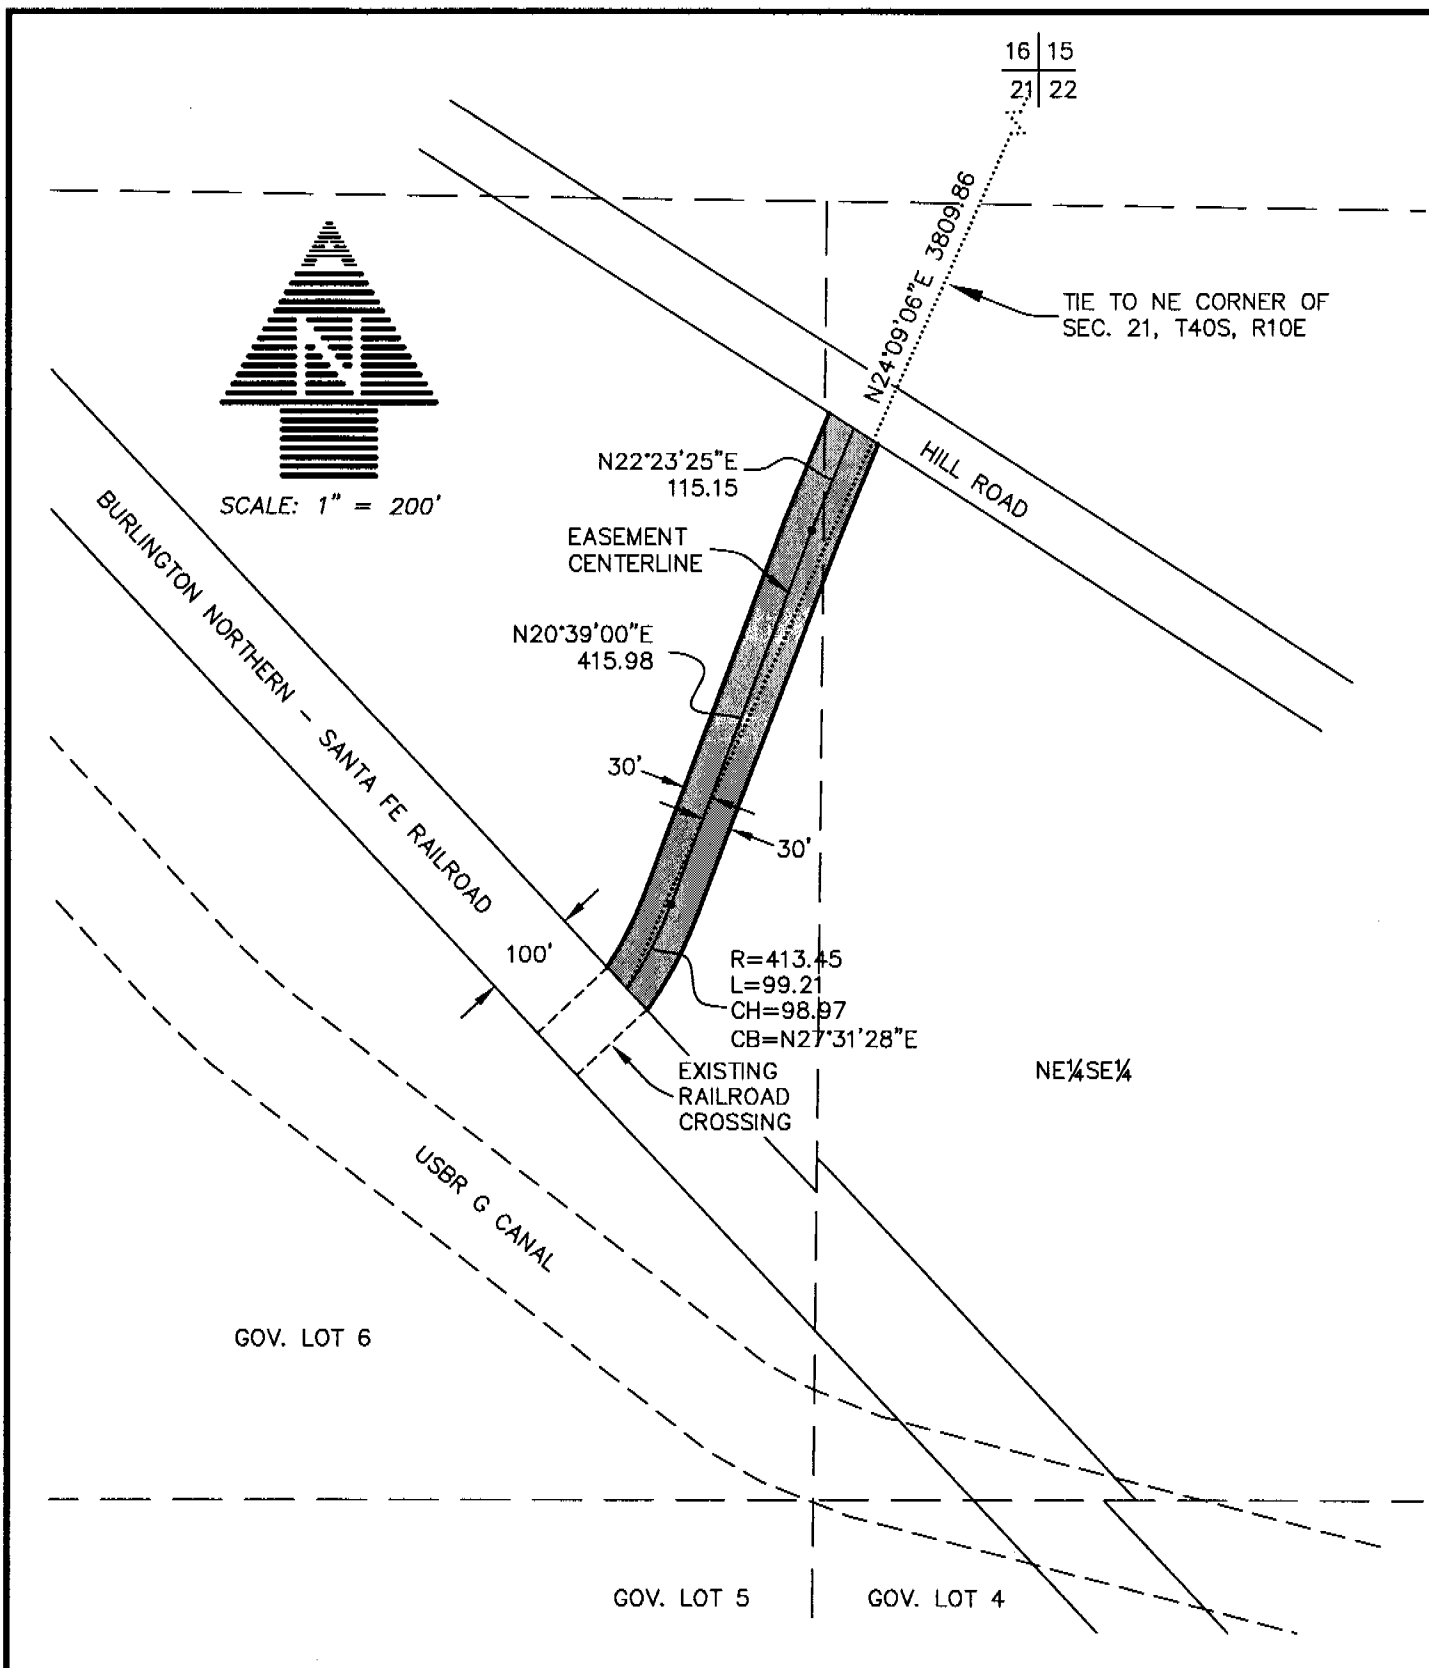 16 15
21 22
N24°09'06"E 3809.86
TIE TO NE CORNER OF
SEC. 21, T40S, R10E
N
SCALE: 1" = 200'
HILL ROAD
N22°23'25"E
115.15
BURLINGTON NORTHERN - SANTA FE RAILROAD
EASEMENT
CENTERLINE
N20°39'00"E
415.98
30'
30'
100'
R=413.45
L=99.21
CH=98.97
CB=N27°31'28"E
EXISTING
RAILROAD
CROSSING
NE¼SE¼
USBR G CANAL
GOV. LOT 6
GOV. LOT 5
GOV. LOT 4